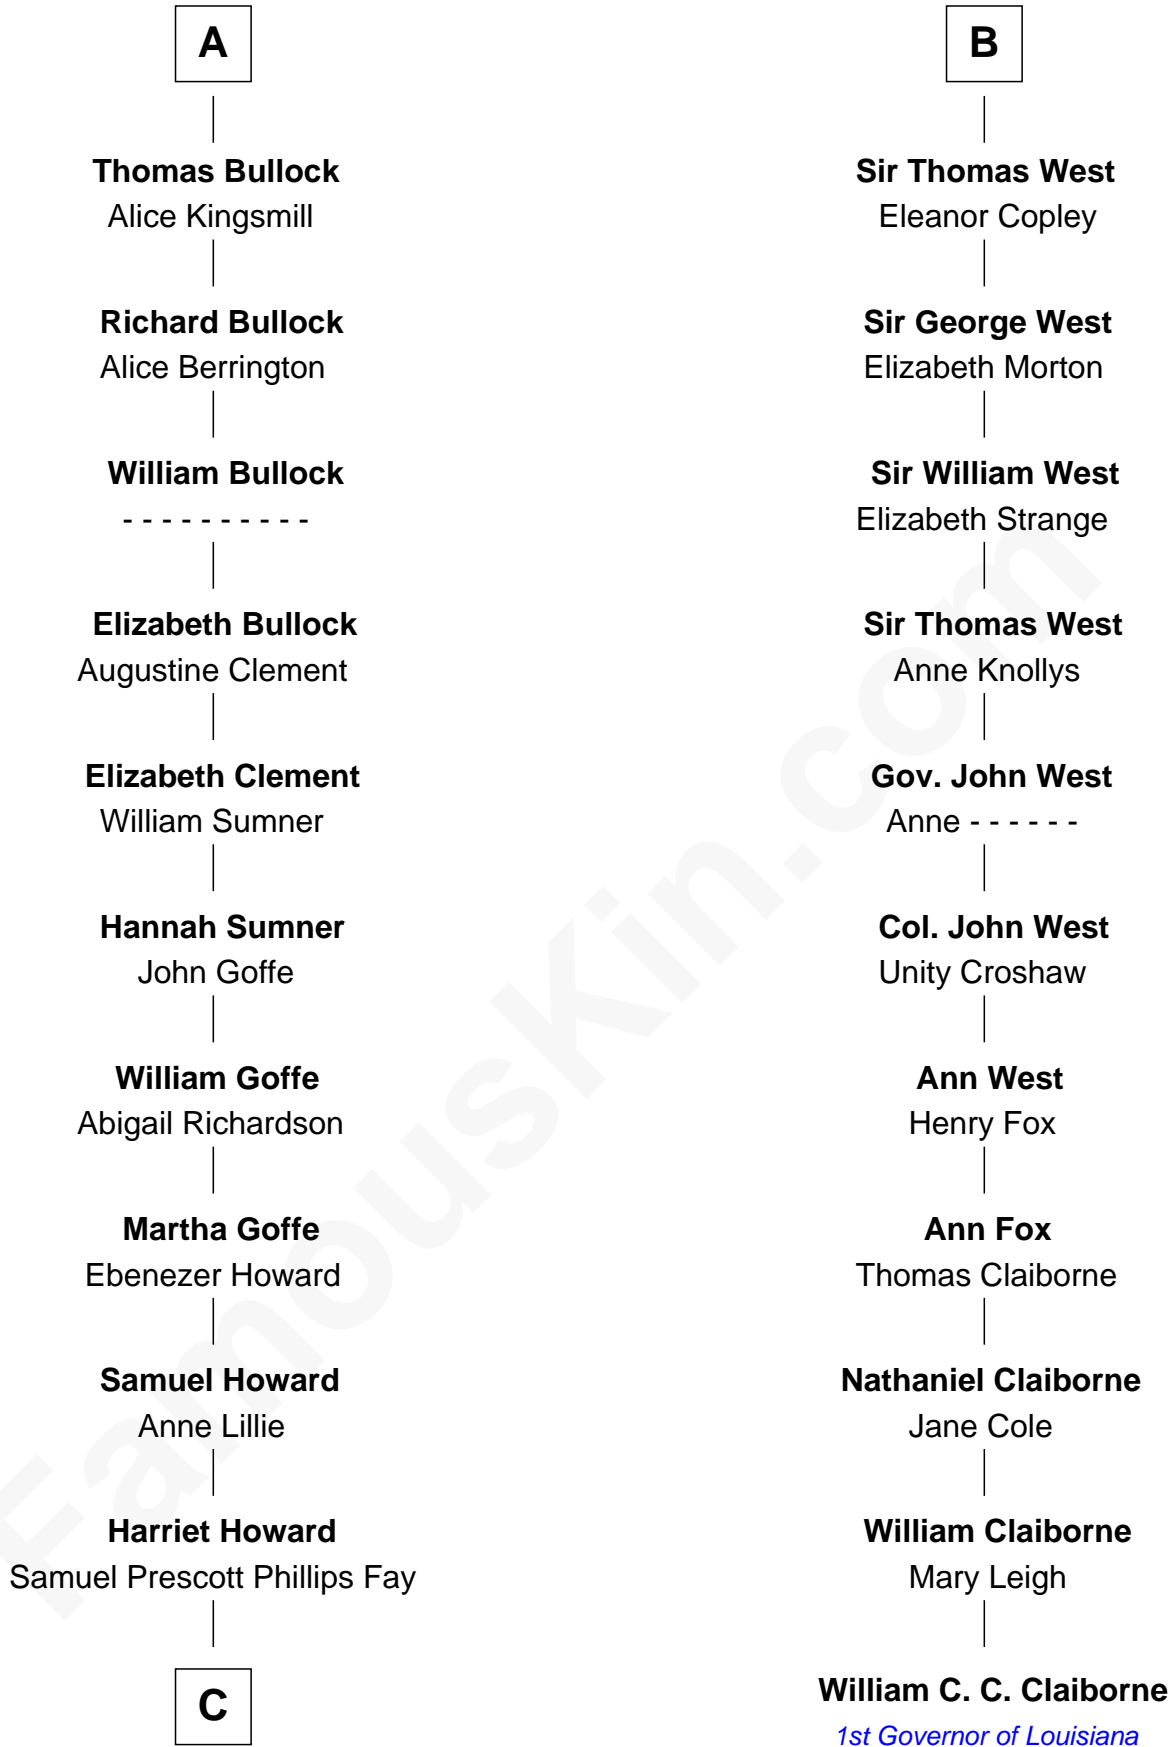 A
Thomas Bullock
Alice Kingsmill
Richard Bullock
Alice Berrington
William Bullock
- - - - - - - - - -
Elizabeth Bullock
Augustine Clement
Elizabeth Clement
William Sumner
Hannah Sumner
John Goffe
William Goffe
Abigail Richardson
Martha Goffe
Ebenezer Howard
Samuel Howard
Anne Lillie
Harriet Howard
Samuel Prescott Phillips Fay
C
B
Sir Thomas West
Eleanor Copley
Sir George West
Elizabeth Morton
Sir William West
Elizabeth Strange
Sir Thomas West
Anne Knollys
Gov. John West
Anne - - - - - -
Col. John West
Unity Croshaw
Ann West
Henry Fox
Ann Fox
Thomas Claiborne
Nathaniel Claiborne
Jane Cole
William Claiborne
Mary Leigh
William C. C. Claiborne
1st Governor of Louisiana
FamousKin.com